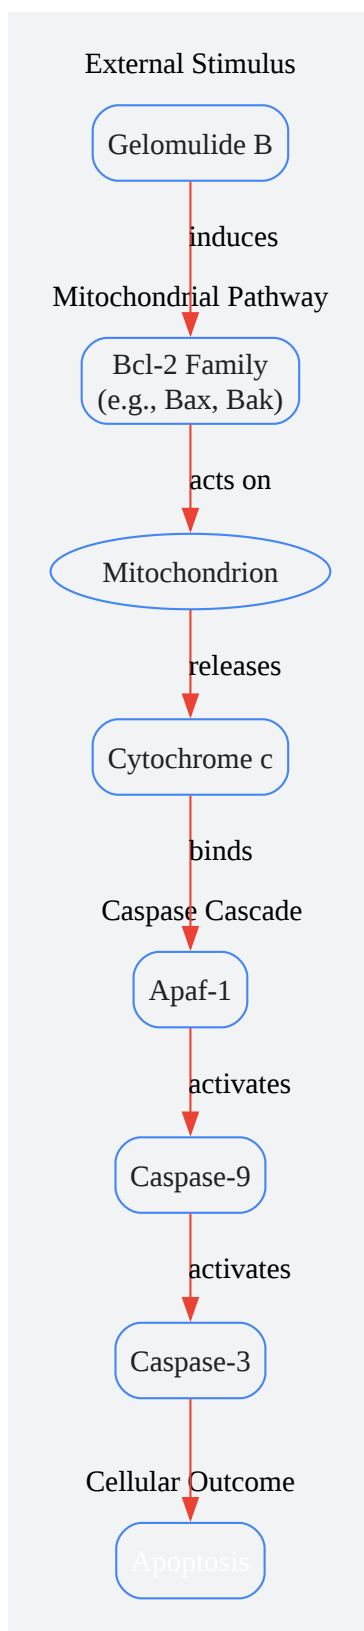 External Stimulus
Gelomulide B
induces
Mitochondrial Pathway
Bcl-2 Family
(e.g., Bax, Bak)
acts on
Mitochondrion
releases
Cytochrome c
binds
Caspase Cascade
Apaf-1
activates
Caspase-9
activates
Caspase-3
Cellular Outcome
Apoptosis